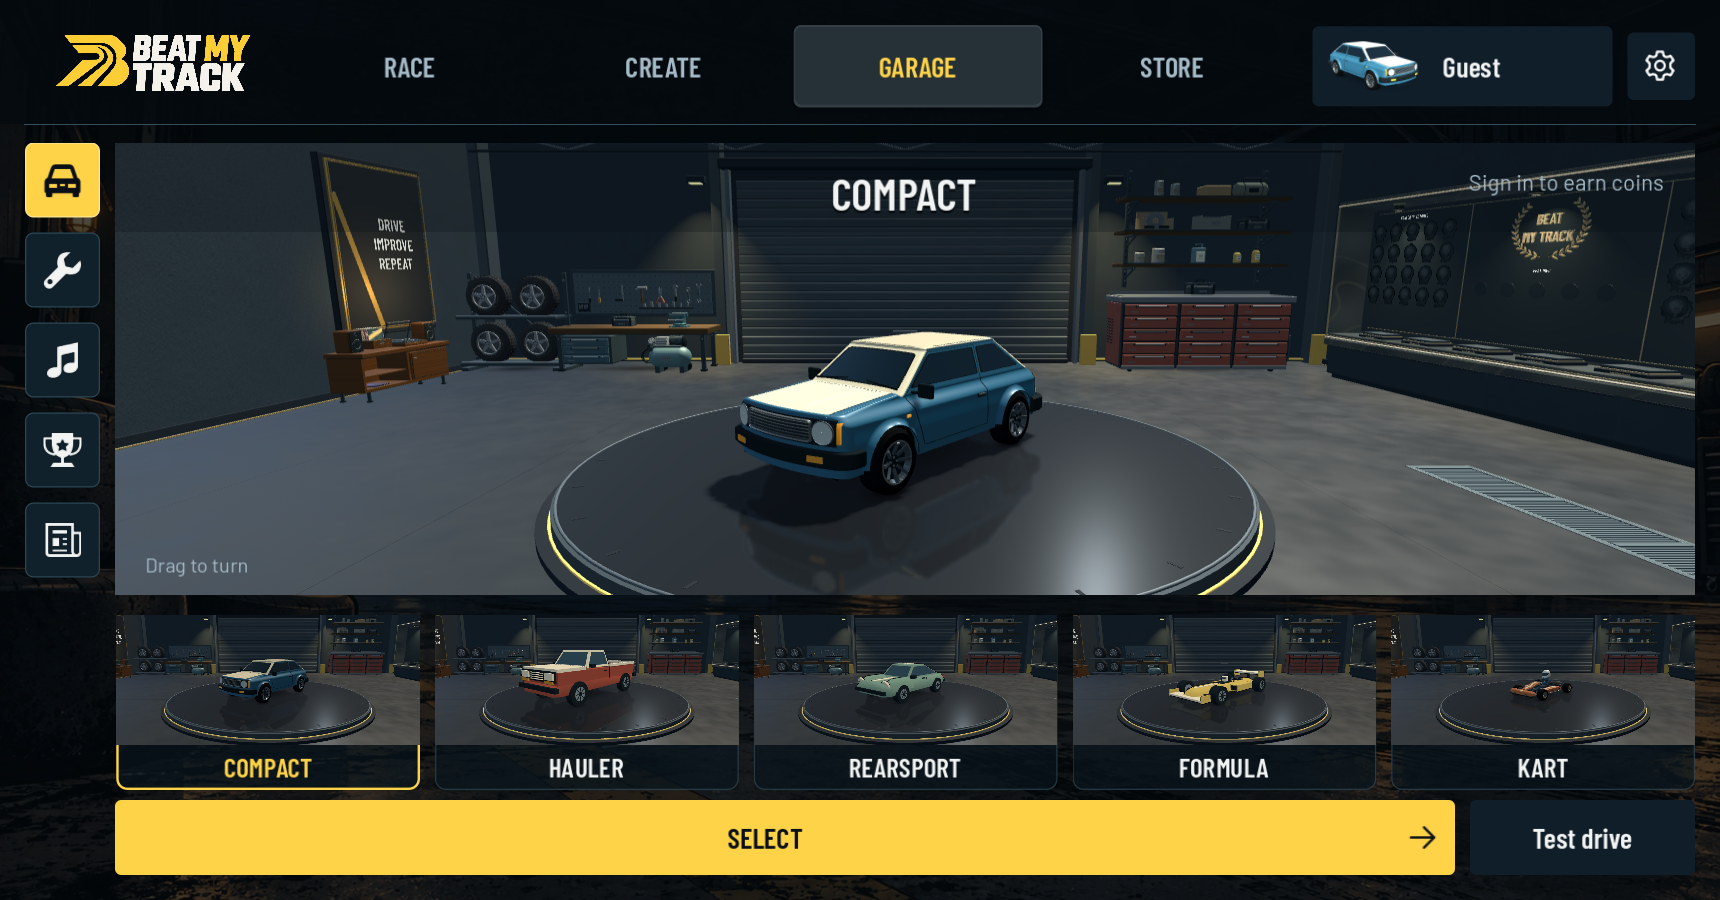 BEAT MY
TRACK
RACE
CREATE
GARAGE
STORE
Guest
COMPACT
Sign in to earn coins
DRIVE
IMPROVE
REPEAT
BEAT
MY TRACK
Drag to turn
COMPACT
HAULER
REARSPORT
FORMULA
KART
SELECT
Test drive